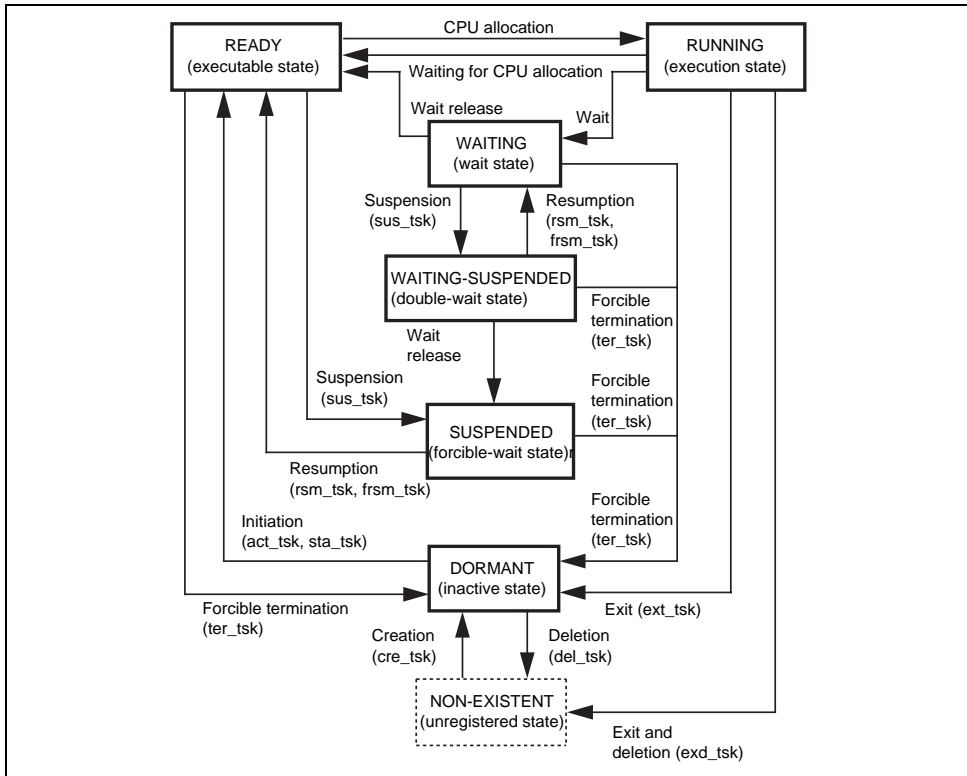 CPU allocation
READY
(executable state)
RUNNING
(execution state)
Waiting for CPU allocation
Wait release
Wait
WAITING
(wait state)
Suspension
(sus_tsk)
Resumption
(rsm_tsk,
frsm_tsk)
WAITING-SUSPENDED
(double-wait state)
Forcible
termination
(ter_tsk)
Wait
release
Suspension
(sus_tsk)
Forcible
termination
(ter_tsk)
SUSPENDED
(forcible-wait state)r
Resumption
(rsm_tsk, frsm_tsk)
Forcible
termination
(ter_tsk)
Initiation
(act_tsk, sta_tsk)
DORMANT
(inactive state)
Forcible termination
(ter_tsk)
Exit (ext_tsk)
Creation
(cre_tsk)
Deletion
(del_tsk)
NON-EXISTENT
(unregistered state)
Exit and
deletion (exd_tsk)